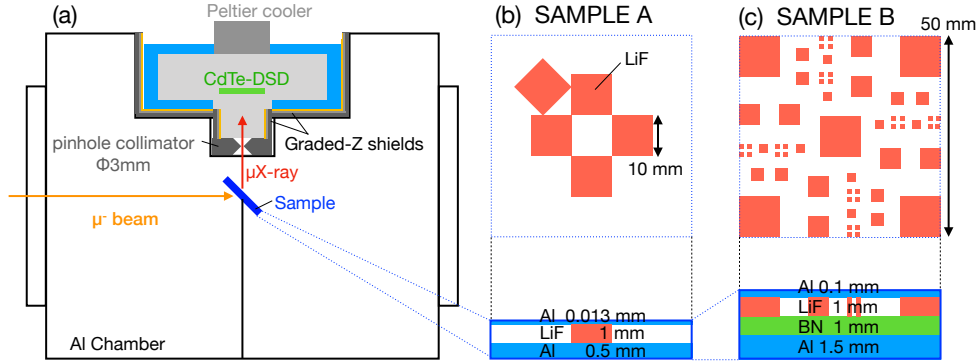 (a)
Peltier cooler
CdTe-DSD
pinhole collimator
Φ3mm
Graded-Z shields
μX-ray
μ⁻ beam
Sample
Al Chamber
(b) SAMPLE A
LiF
10 mm
Al 0.013 mm
LiF 1 mm
Al 0.5 mm
(c) SAMPLE B
50 mm
Al 0.1 mm
LiF 1 mm
BN 1 mm
Al 1.5 mm